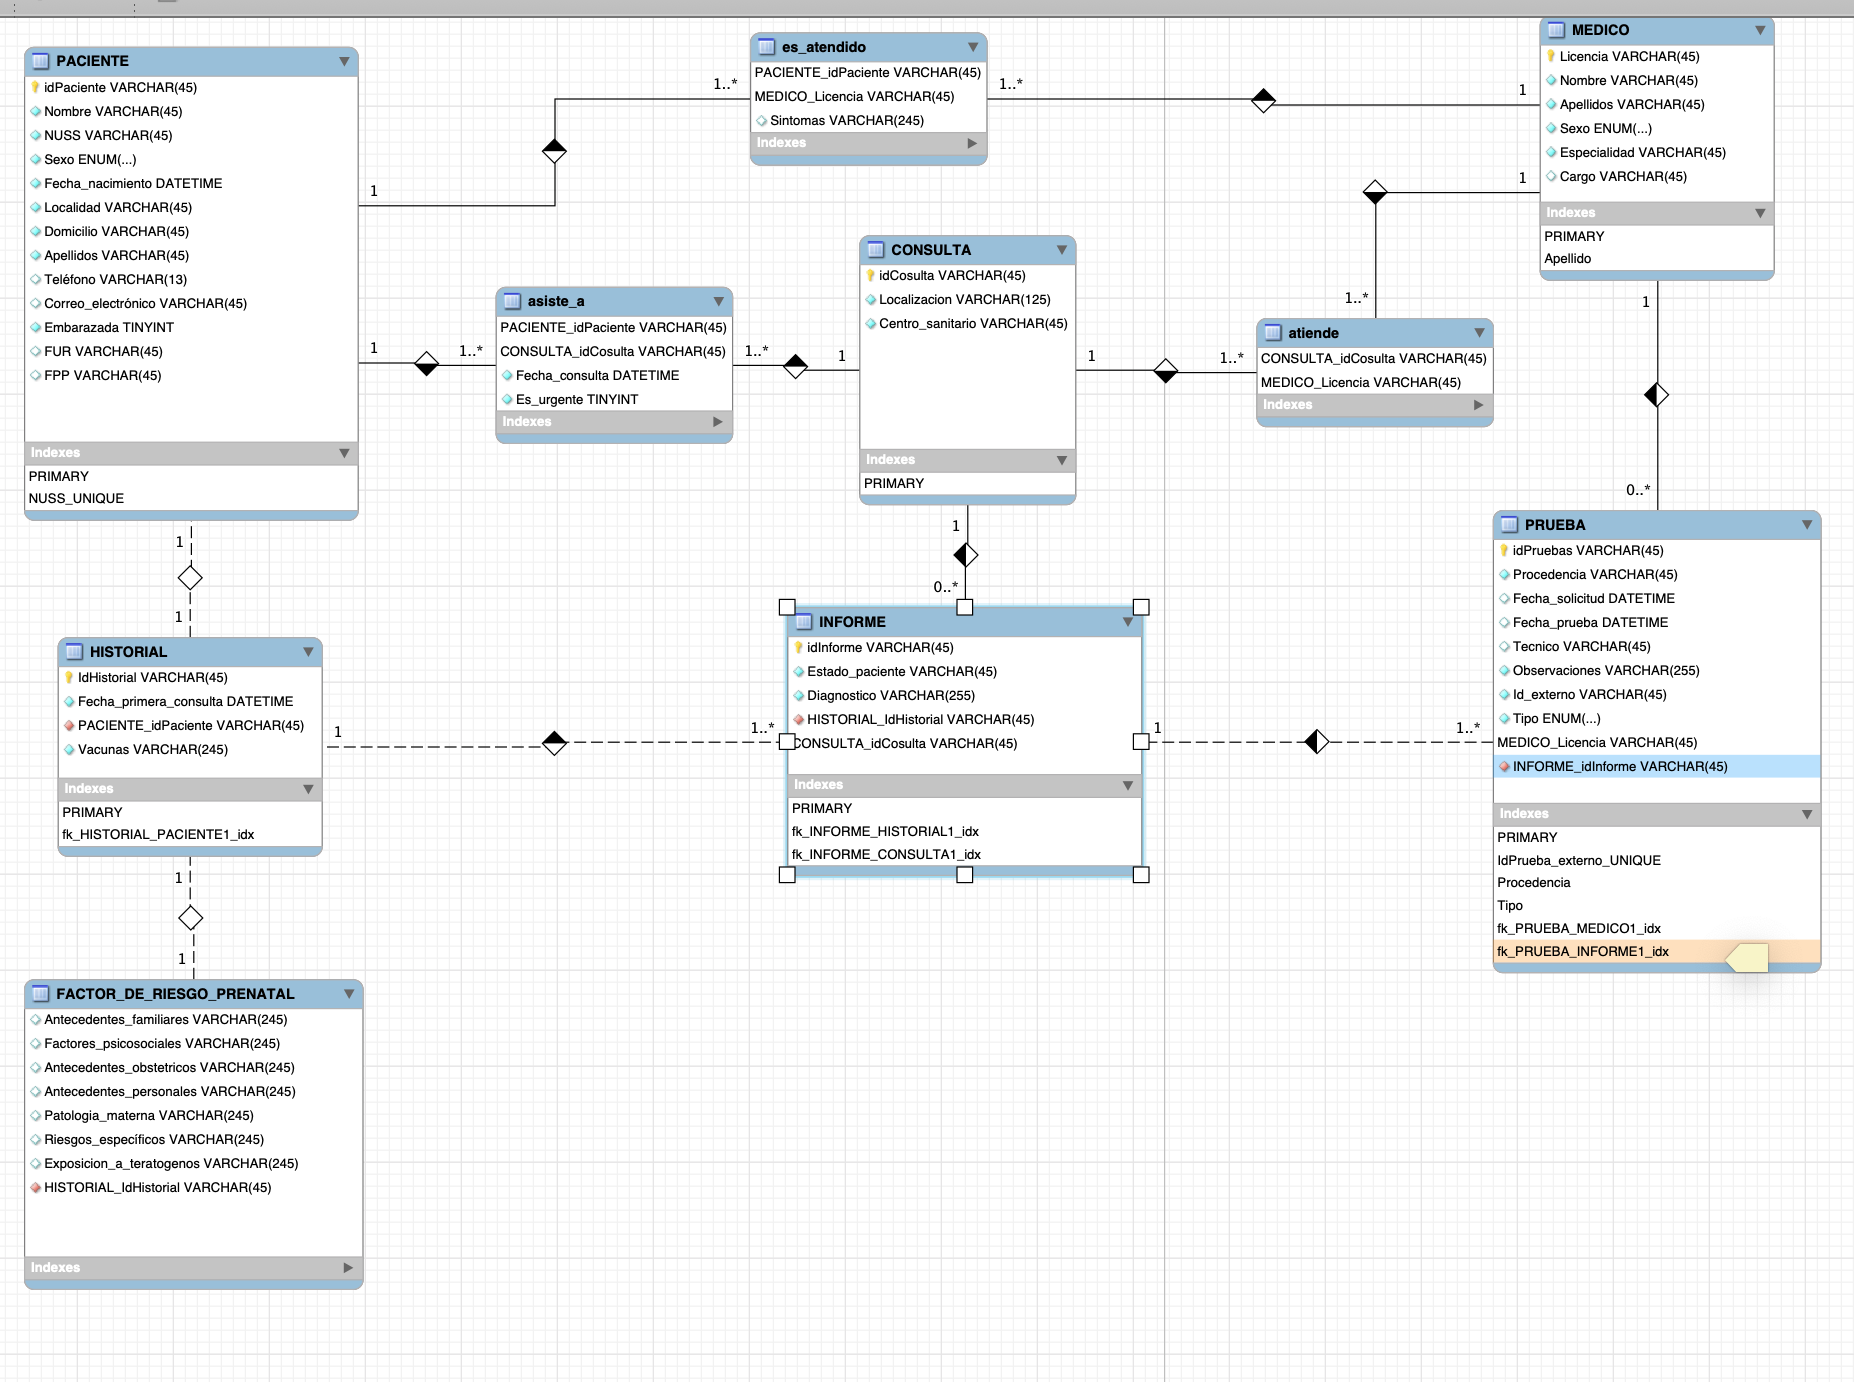 PACIENTE
idPaciente VARCHAR(45)
Nombre VARCHAR(45)
NUSS VARCHAR(45)
Sexo ENUM(...)
Fecha_nacimiento DATETIME
Localidad VARCHAR(45)
Domicilio VARCHAR(45)
Apellidos VARCHAR(45)
Teléfono VARCHAR(13)
Correo_electrónico VARCHAR(45)
Embarazada TINYINT
FUR VARCHAR(45)
FPP VARCHAR(45)
Indexes
PRIMARY
NUSS_UNIQUE
1
1..*
es_atendido
PACIENTE_idPaciente VARCHAR(45)
MEDICO_Licencia VARCHAR(45)
Sintomas VARCHAR(245)
Indexes
1..*
1
MEDICO
Licencia VARCHAR(45)
Nombre VARCHAR(45)
Apellidos VARCHAR(45)
Sexo ENUM(...)
Especialidad VARCHAR(45)
Cargo VARCHAR(45)
Indexes
PRIMARY
Apellido
1
1..*
asiste_a
PACIENTE_idPaciente VARCHAR(45)
CONSULTA_idCosulta VARCHAR(45)
Fecha_consulta DATETIME
Es_urgente TINYINT
Indexes
1..*
1
CONSULTA
idCosulta VARCHAR(45)
Localizacion VARCHAR(125)
Centro_sanitario VARCHAR(45)
Indexes
PRIMARY
1
1..*
atiende
CONSULTA_idCosulta VARCHAR(45)
MEDICO_Licencia VARCHAR(45)
Indexes
1
1..*
1
0..*
1
0..*
1
1
HISTORIAL
IdHistorial VARCHAR(45)
Fecha_primera_consulta DATETIME
PACIENTE_idPaciente VARCHAR(45)
Vacunas VARCHAR(245)
Indexes
PRIMARY
fk_HISTORIAL_PACIENTE1_idx
1
1..*
INFORME
idInforme VARCHAR(45)
Estado_paciente VARCHAR(45)
Diagnostico VARCHAR(255)
HISTORIAL_IdHistorial VARCHAR(45)
CONSULTA_idCosulta VARCHAR(45)
Indexes
PRIMARY
fk_INFORME_HISTORIAL1_idx
fk_INFORME_CONSULTA1_idx
1
1..*
PRUEBA
idPruebas VARCHAR(45)
Procedencia VARCHAR(45)
Fecha_solicitud DATETIME
Fecha_prueba DATETIME
Tecnico VARCHAR(45)
Observaciones VARCHAR(255)
Id_externo VARCHAR(45)
Tipo ENUM(...)
MEDICO_Licencia VARCHAR(45)
INFORME_idInforme VARCHAR(45)
Indexes
PRIMARY
IdPrueba_externo_UNIQUE
Procedencia
Tipo
fk_PRUEBA_MEDICO1_idx
fk_PRUEBA_INFORME1_idx
1
1
FACTOR_DE_RIESGO_PRENATAL
Antecedentes_familiares VARCHAR(245)
Factores_psicosociales VARCHAR(245)
Antecedentes_obstetricos VARCHAR(245)
Antecedentes_personales VARCHAR(245)
Patologia_materna VARCHAR(245)
Riesgos_específicos VARCHAR(245)
Exposicion_a_teratogenos VARCHAR(245)
HISTORIAL_IdHistorial VARCHAR(45)
Indexes